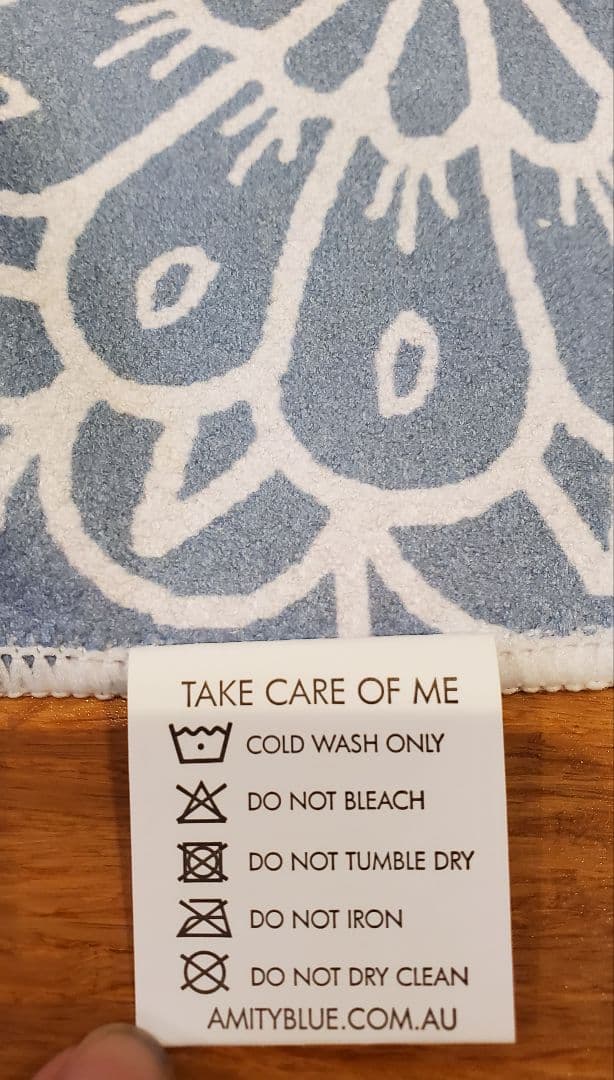 TAKE CARE OF ME
COLD WASH ONLY
DO NOT BLEACH
DO NOT TUMBLE DRY
DO NOT IRON
DO NOT DRY CLEAN
AMITYBLUE.COM.AU